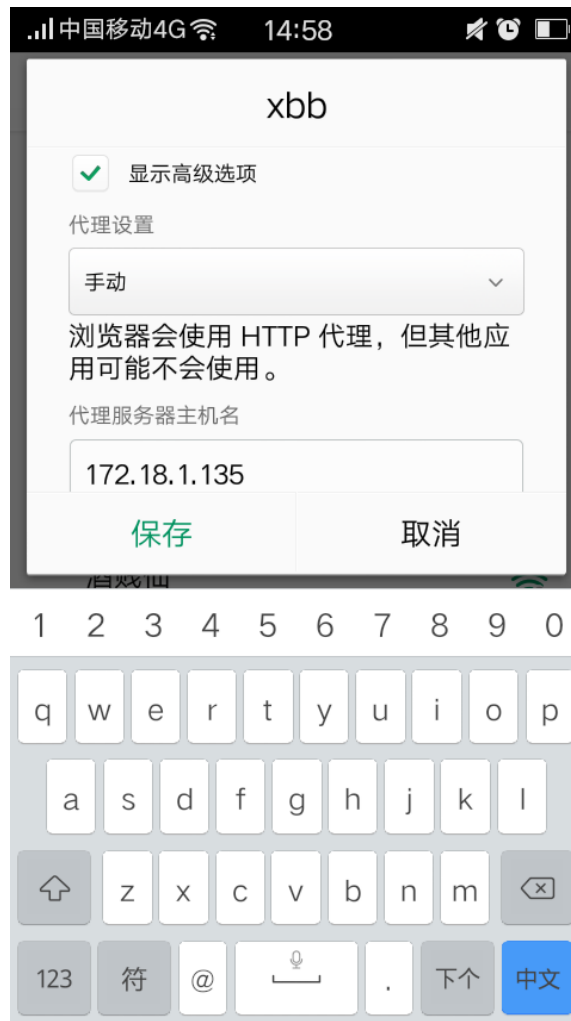 中国移动4G 14:58
xbb
显示高级选项
代理设置
手动
浏览器会使用 HTTP 代理，但其他应
用可能不会使用。
代理服务器主机名
172.18.1.135
保存 取消
1 2 3 4 5 6 7 8 9 0
q w e r t y u i o p
a s d f g h j k l
z x c v b n m
123 符 @ . 下个 中文